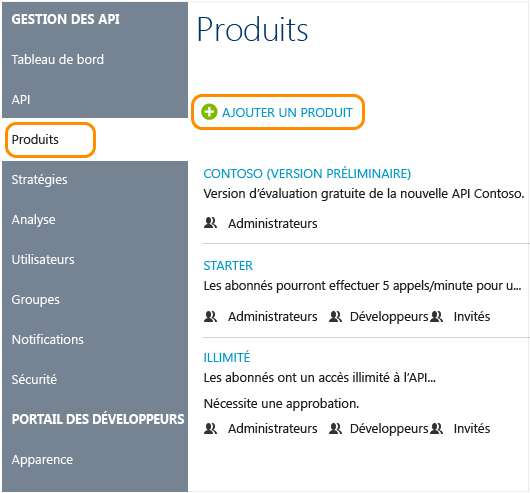 GESTION DES API
Tableau de bord
API
Produits
Stratégies
Analyse
Utilisateurs
Groupes
Notifications
Sécurité
PORTAIL DES DÉVELOPPEURS
Apparence
Produits
AJOUTER UN PRODUIT
CONTOSO (VERSION PRÉLIMINAIRE)
Version d’évaluation gratuite de la nouvelle API Contoso.
Administrateurs
STARTER
Les abonnés pourront effectuer 5 appels/minute pour u...
Administrateurs Développeurs Invités
ILLIMITÉ
Les abonnés ont un accès illimité à l’API...
Nécessite une approbation.
Administrateurs Développeurs Invités